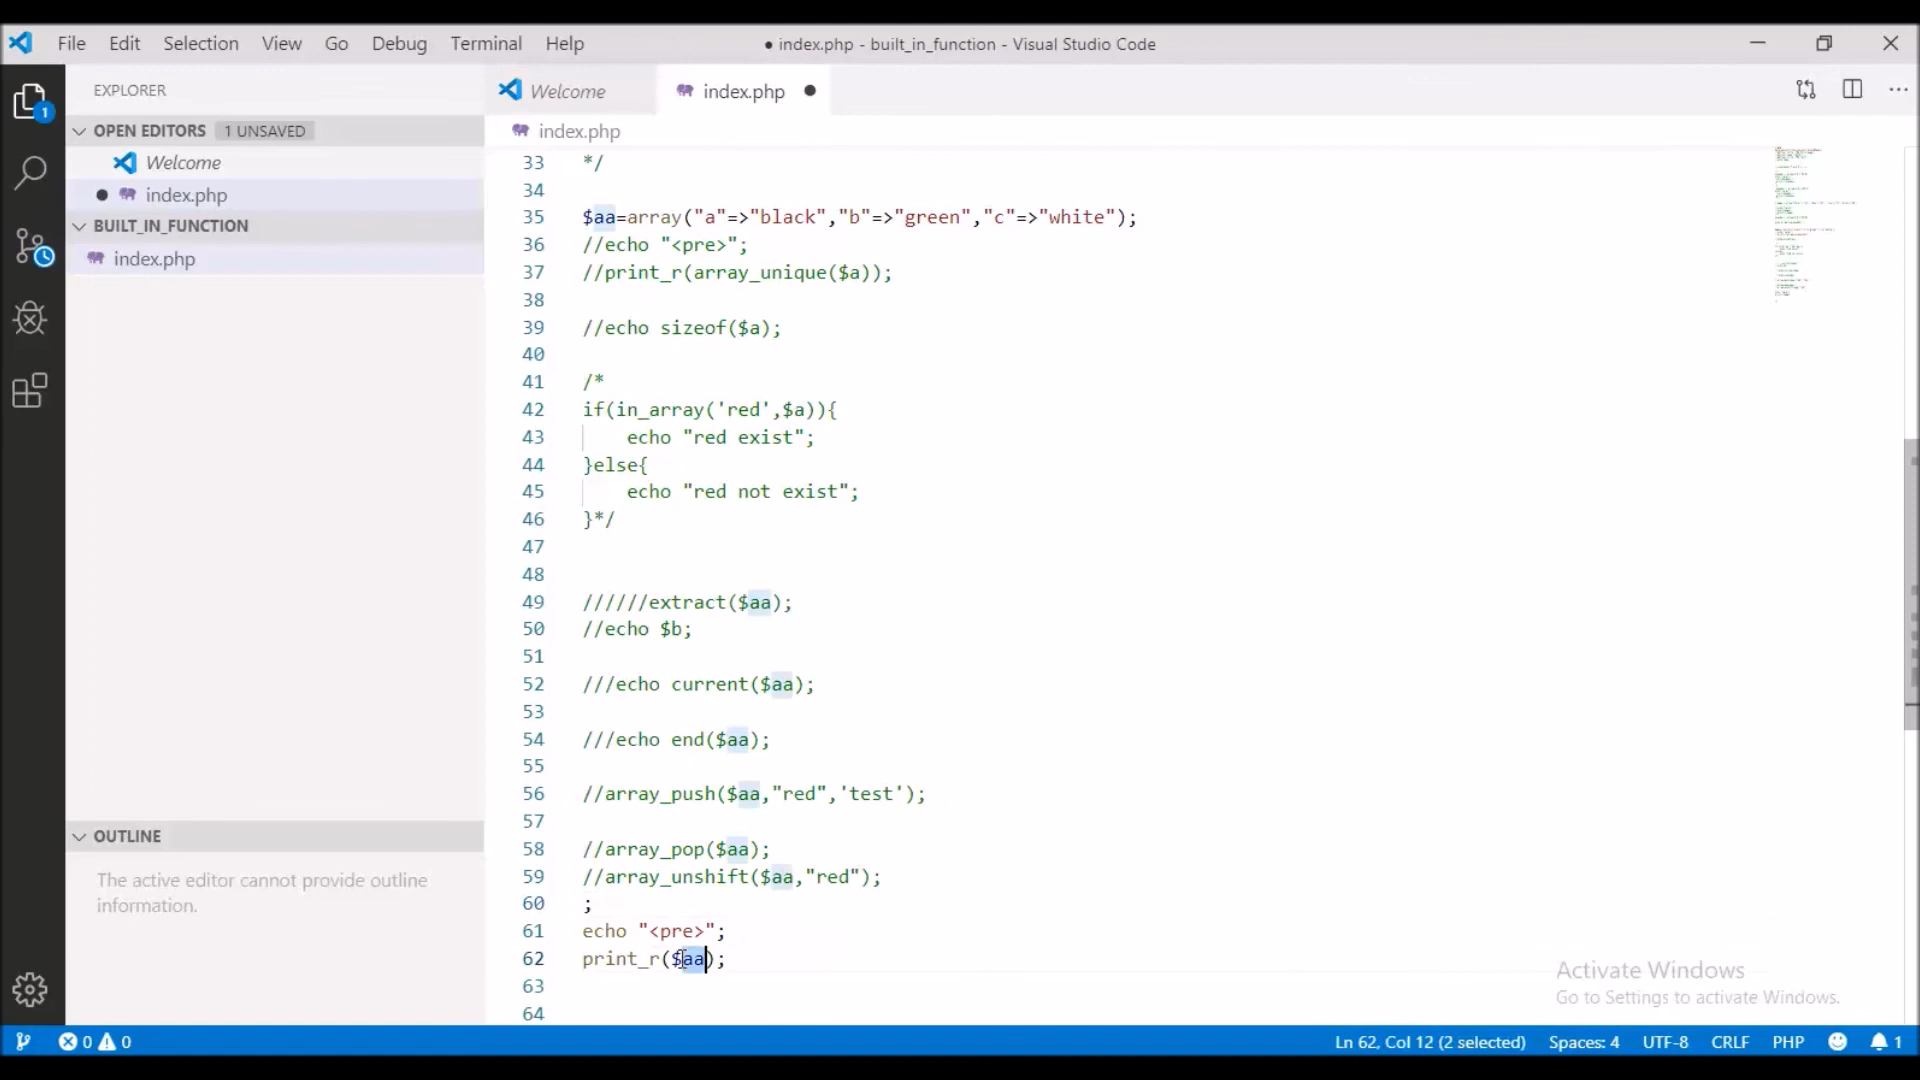 File Edit Selection View Go Debug Terminal Help
● index.php - built_in_function - Visual Studio Code
EXPLORER
OPEN EDITORS 1 UNSAVED
Welcome
index.php
BUILT_IN_FUNCTION
index.php
OUTLINE
The active editor cannot provide outline
information.
1
Welcome
index.php
index.php
33 */
34
35 $aa=array("a"=>"black","b"=>"green","c"=>"white");
36 //echo "<pre>";
37 //print_r(array_unique($a));
38
39 //echo sizeof($a);
40
41 /*
42 if(in_array('red',$a)){
43 echo "red exist";
44 }else{
45 echo "red not exist";
46 }*/
47
48
49 //////extract($aa);
50 //echo $b;
51
52 ///echo current($aa);
53
54 ///echo end($aa);
55
56 //array_push($aa,"red",'test');
57
58 //array_pop($aa);
59 //array_unshift($aa,"red");
60 ;
61 echo "<pre>";
62 print_r($aa);
63
64
Activate Windows
Go to Settings to activate Windows.
0 0
Ln 62, Col 12 (2 selected) Spaces: 4 UTF-8 CRLF PHP 1